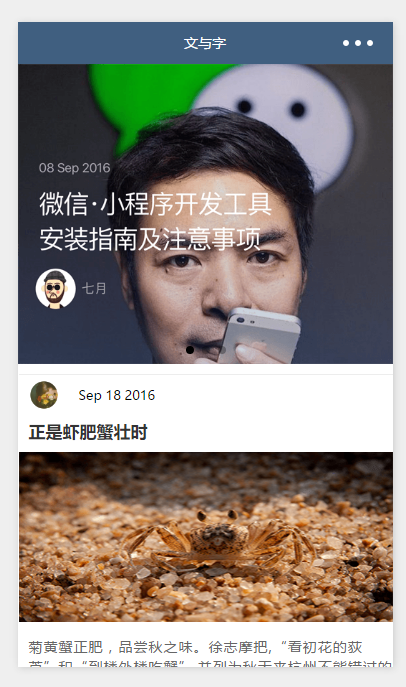 文与字
08 Sep 2016
微信·小程序开发工具
安装指南及注意事项
七月
Sep 18 2016
正是虾肥蟹壮时
菊黄蟹正肥，品尝秋之味。徐志摩把,“看初花的荻
芦”和“到楼外楼吃蟹”,并列为秋天来杭州不能错过的